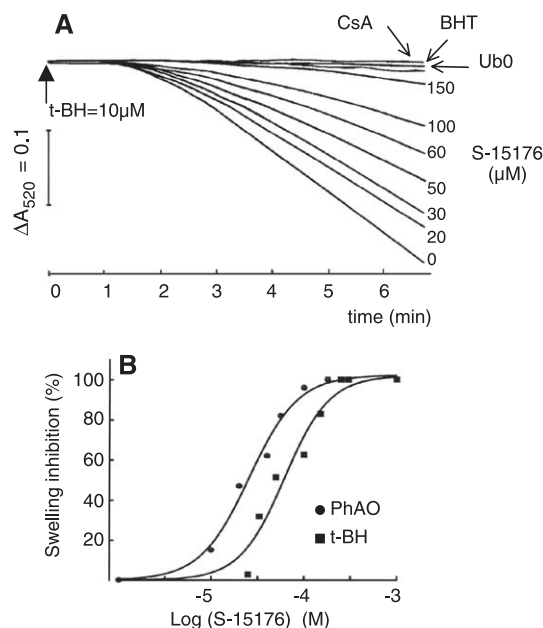 A
CsA
BHT
Ub0
150
t-BH=10µM
100
ΔA520 = 0.1
60
S-15176
(µM)
50
30
20
0
0 1 2 3 4 5 6
time (min)
B
Swelling inhibition (%)
100
80
60
40
20
PhAO
t-BH
-5 -4 -3
Log (S-15176) (M)